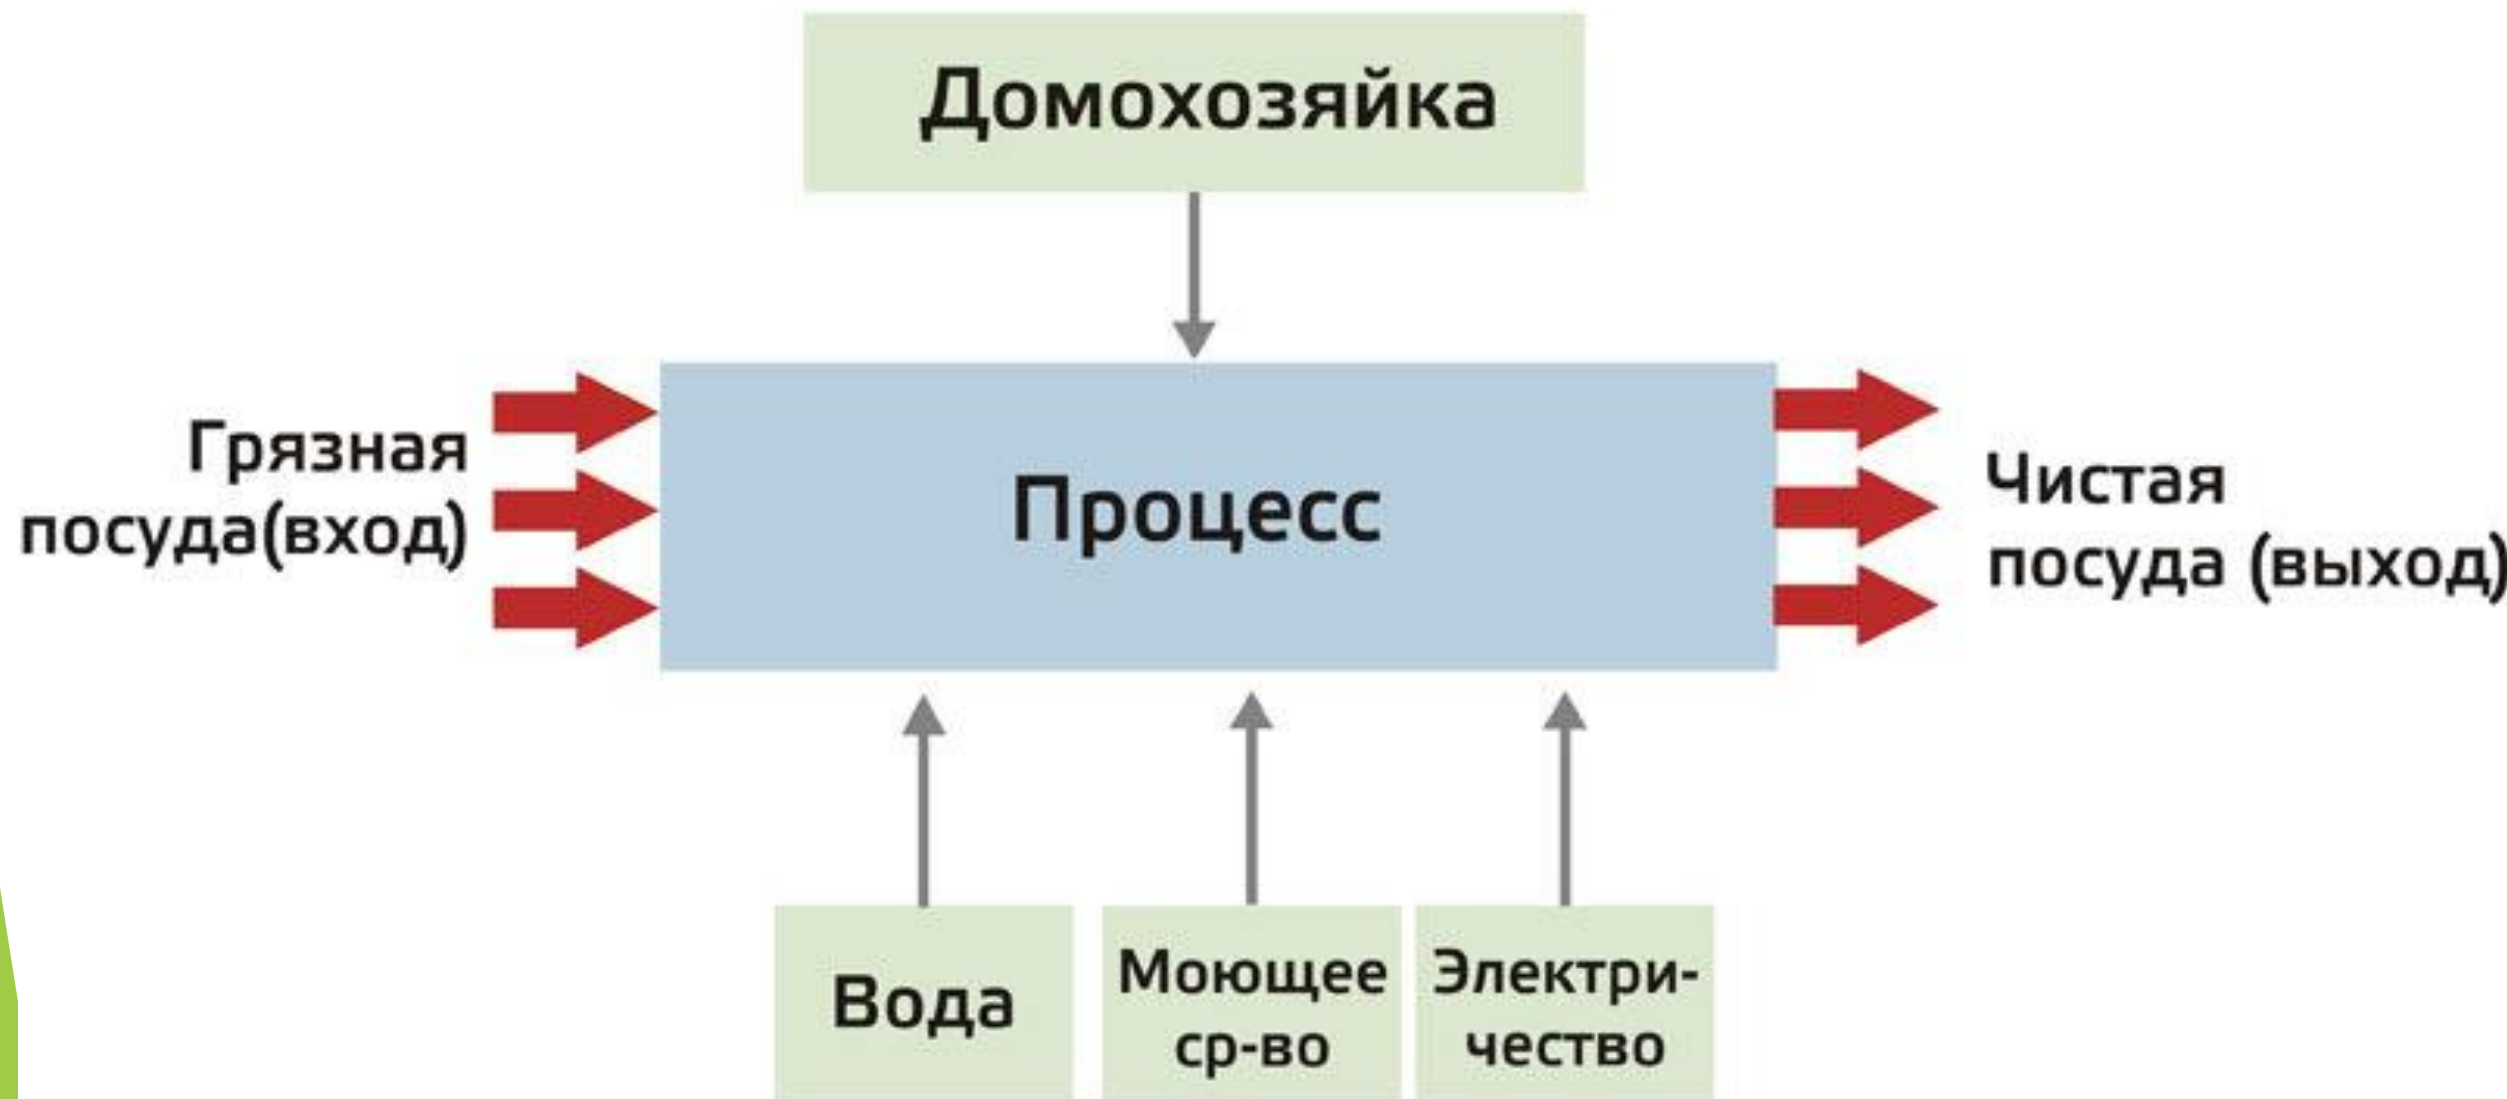 Домохозяйка
Грязная
посуда(вход)
Процесс
Чистая
посуда (выход)
Вода
Моющее
ср-во
Электри-
чество